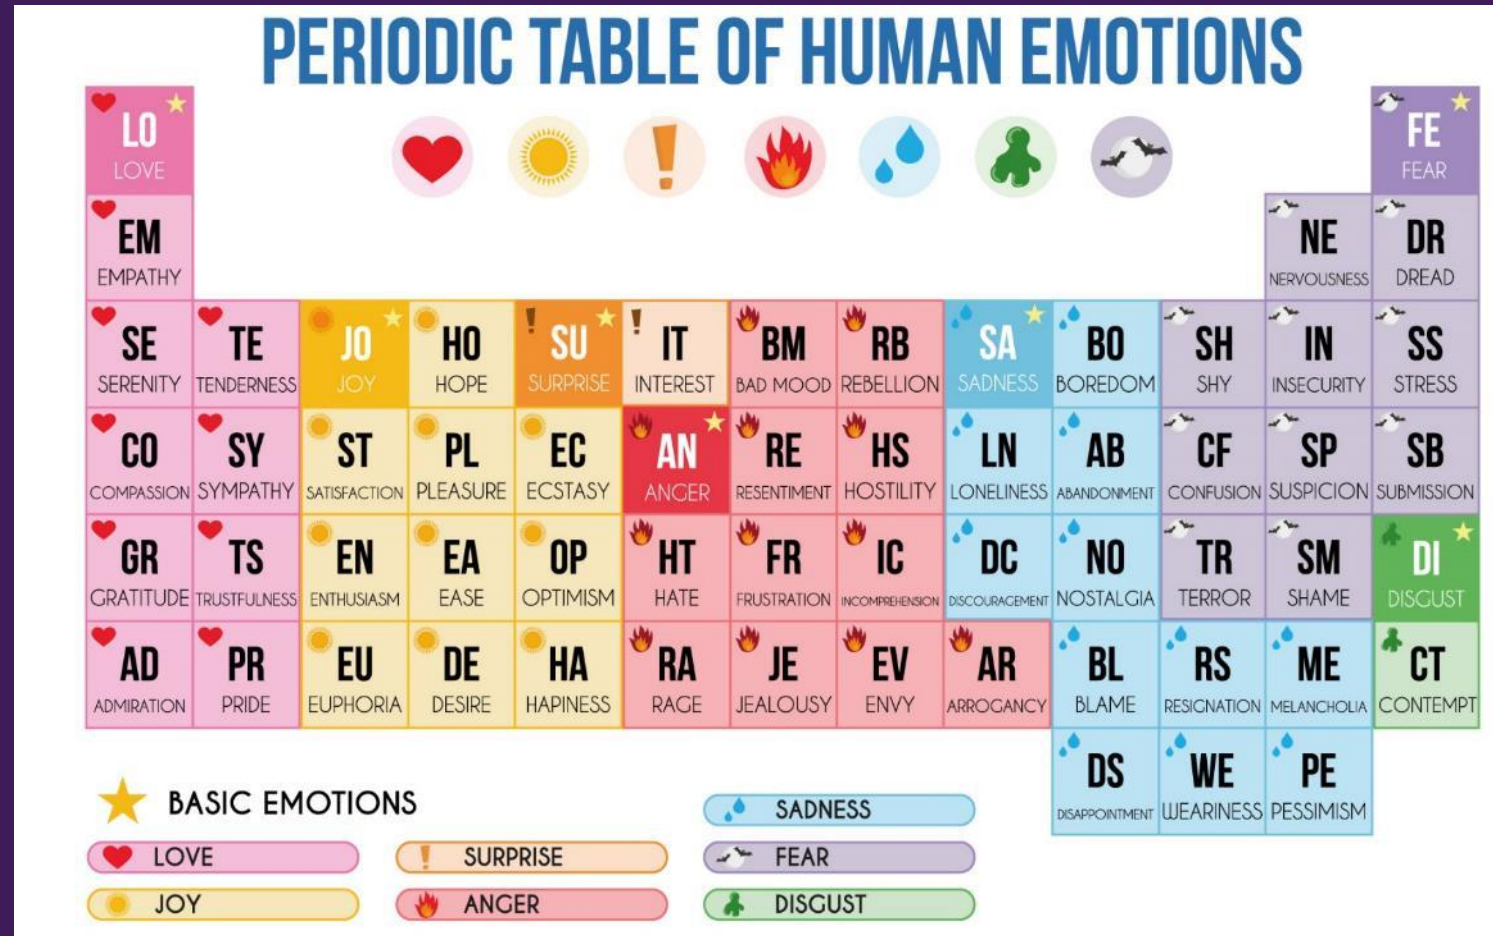 PERIODIC TABLE OF HUMAN EMOTIONS
LO
LOVE
FE
FEAR
EM
EMPATHY
NE
NERVOUSNESS
DR
DREAD
SE
SERENITY
TE
TENDERNESS
JO
JOY
HO
HOPE
SU
SURPRISE
IT
INTEREST
BM
BAD MOOD
RB
REBELLION
SA
SADNESS
BO
BOREDOM
SH
SHY
IN
INSECURITY
SS
STRESS
CO
COMPASSION
SY
SYMPATHY
ST
SATISFACTION
PL
PLEASURE
EC
ECSTASY
AN
ANGER
RE
RESENTIMENT
HS
HOSTILITY
LN
LONELINESS
AB
ABANDONMENT
CF
CONFUSION
SP
SUSPICION
SB
SUBMISSION
GR
GRATITUDE
TS
TRUSTFULNESS
EN
ENTHUSIASM
EA
EASE
OP
OPTIMISM
HT
HATE
FR
FRUSTRATION
IC
INCOMPREHENSION
DC
DISCOURAGEMENT
NO
NOSTALGIA
TR
TERROR
SM
SHAME
DI
DISGUST
AD
ADMIRATION
PR
PRIDE
EU
EUPHORIA
DE
DESIRE
HA
HAPINESS
RA
RAGE
JE
JEALOUSY
EV
ENVY
AR
ARROGANCY
BL
BLAME
RS
RESIGNATION
ME
MELANCHOLIA
CT
CONTEMPT
DS
DISAPPOINTMENT
WE
WEARINESS
PE
PESSIMISM
BASIC EMOTIONS
LOVE
JOY
SURPRISE
ANGER
SADNESS
FEAR
DISGUST